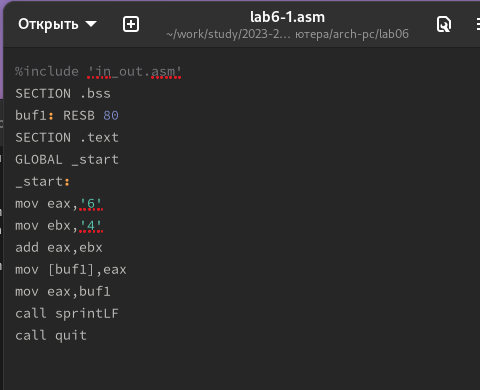 Открыть
lab6-1.asm
~/work/study/2023-2... ютера/arch-pc/lab06
%include 'in_out.asm'
SECTION .bss
buf1: RESB 80
SECTION .text
GLOBAL _start
_start:
mov eax,'6'
mov ebx,'4'
add eax,ebx
mov [buf1],eax
mov eax,buf1
call sprintLF
call quit